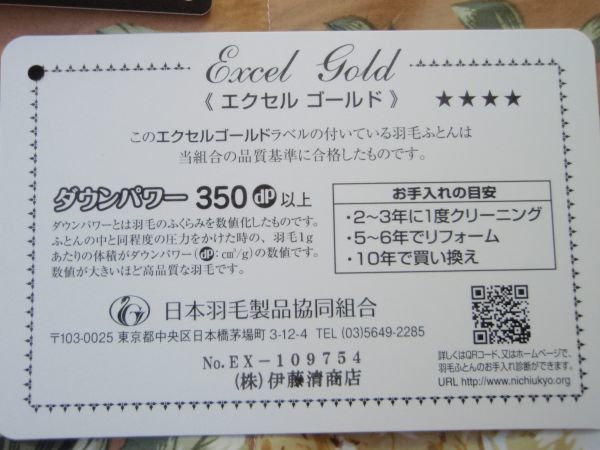 Excel Gold
《 エクセル ゴールド 》 ★★★★
このエクセルゴールドラベルの付いている羽毛ふとんは
当組合の品質基準に合格したものです。
ダウンパワー 350 dp 以上
ダウンパワーとは羽毛のふくらみを数値化したものです。
ふとんの中と同程度の圧力をかけた時の、羽毛1g
あたりの体積がダウンパワー(dp:cm³/g)の数値です。
数値が大きいほど高品質な羽毛です。
お手入れの目安
・2〜3年に1度クリーニング
・5〜6年でリフォーム
・10年で買い換え
日本羽毛製品協同組合
〒103-0025 東京都中央区日本橋茅場町 3-12-4 TEL (03)5649-2285
No.EX-109754
(株)伊藤清商店
詳しくはQRコード、又はホームページで、
羽毛ふとんのお手入れ診断ができます。
URL http://www.nichiukyo.org